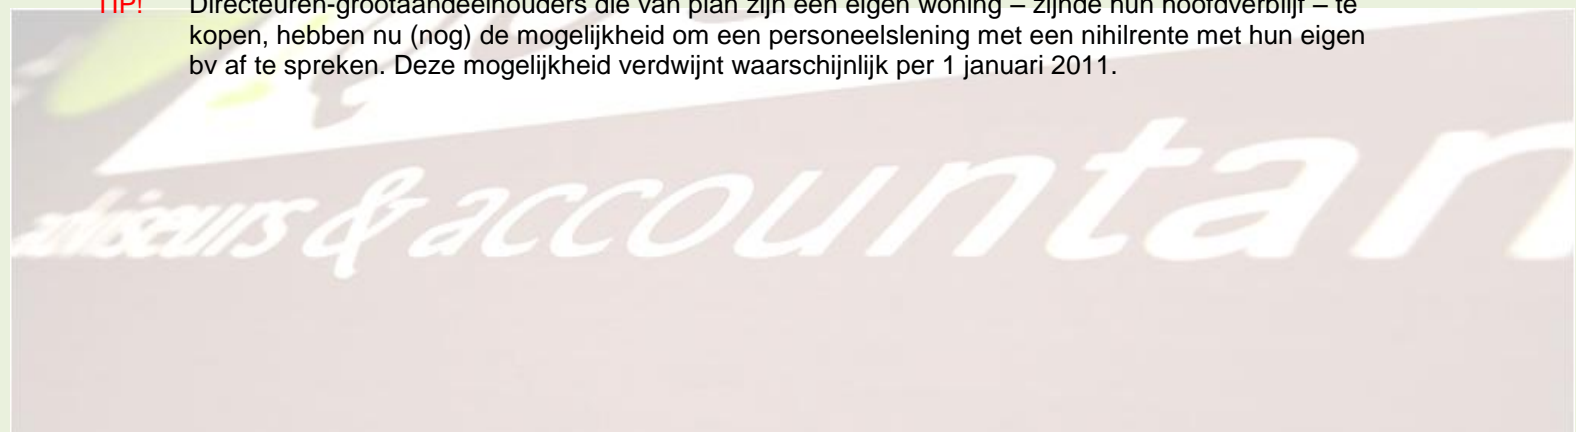 TIP! Directeuren-grootaandeelhouders die van plan zijn een eigen woning – zijnde hun hoofdverblijf – te
kopen, hebben nu (nog) de mogelijkheid om een personeelslening met een nihilrente met hun eigen
bv af te spreken. Deze mogelijkheid verdwijnt waarschijnlijk per 1 januari 2011.
adviseurs & accountan